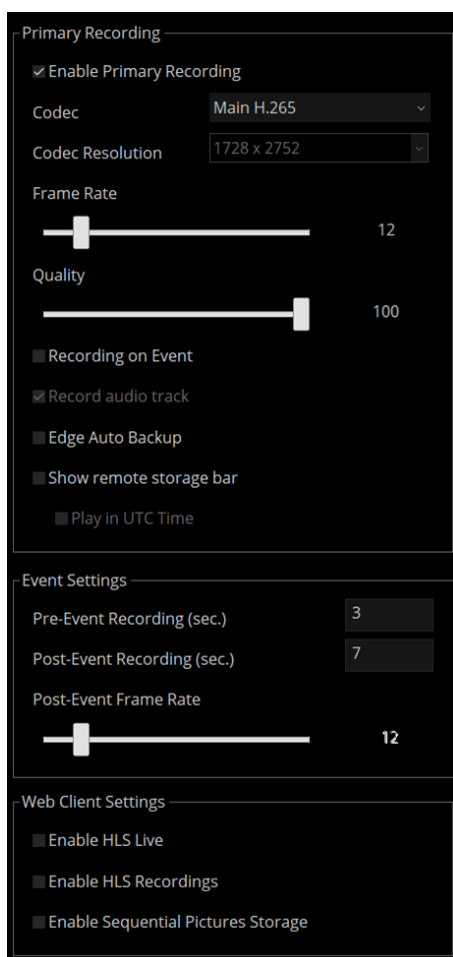 Primary Recording
Enable Primary Recording
Codec Main H.265
Codec Resolution 1728 x 2752
Frame Rate
12
Quality
100
Recording on Event
Record audio track
Edge Auto Backup
Show remote storage bar
Play in UTC Time
Event Settings
Pre-Event Recording (sec.) 3
Post-Event Recording (sec.) 7
Post-Event Frame Rate
12
Web Client Settings
Enable HLS Live
Enable HLS Recordings
Enable Sequential Pictures Storage